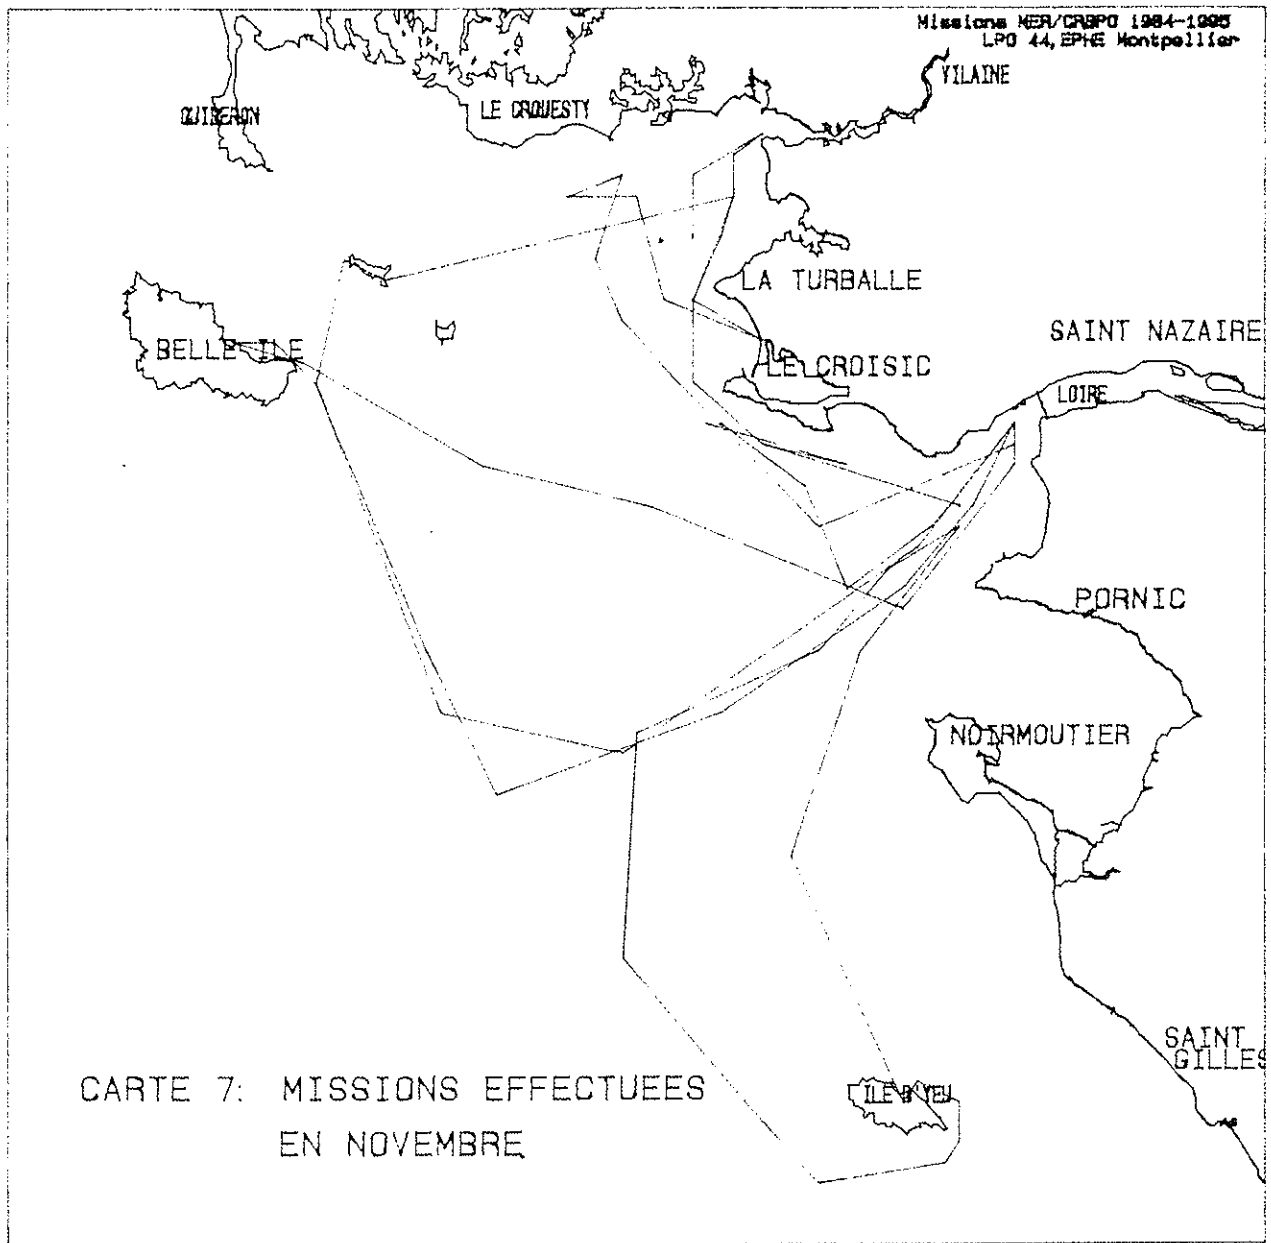 Missions MER/CRBPO 1984-1995
LPO 44, EPHE Montpellier
VILAINE
QUIBERON
LE CROUESTY
LA TURBALLE
SAINT NAZAIRE
BELLE-ILE
LE CROISIC
LOIRE
PORNIC
NOIRMOUTIER
SAINT
GILLES
ILE D'YEU
CARTE 7: MISSIONS EFFECTUEES
EN NOVEMBRE